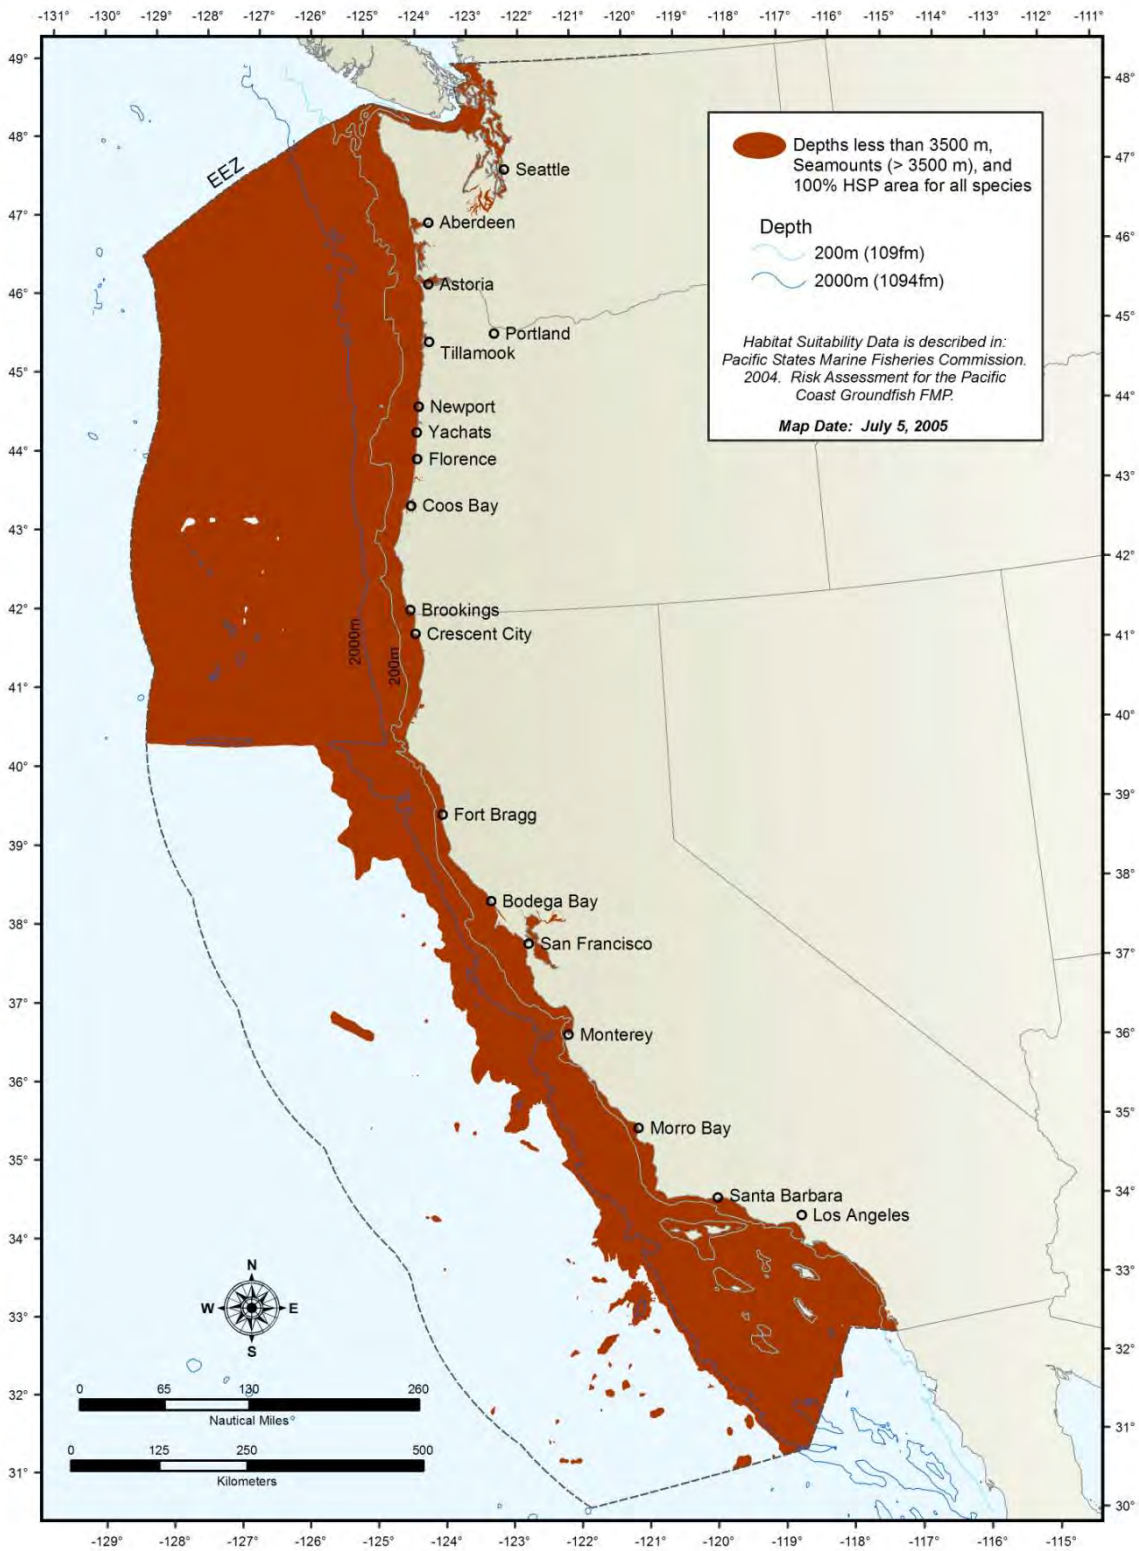 -131° -130° -129° -128° -127° -126° -125° -124° -123° -122° -121° -120° -119° -118° -117° -116° -115° -114° -113° -112° -111°
49°
48°
47°
46°
45°
44°
43°
42°
41°
40°
39°
38°
37°
36°
35°
34°
33°
32°
31°
EEZ
Seattle
Aberdeen
Astoria
Portland
Tillamook
Newport
Yachats
Florence
Coos Bay
Brookings
Crescent City
2000m
200m
Fort Bragg
Bodega Bay
San Francisco
Monterey
Morro Bay
Santa Barbara
Los Angeles
Depths less than 3500 m,
Seamounts (> 3500 m), and
100% HSP area for all species
Depth
200m (109fm)
2000m (1094fm)
Habitat Suitability Data is described in:
Pacific States Marine Fisheries Commission.
2004. Risk Assessment for the Pacific
Coast Groundfish FMP.
Map Date: July 5, 2005
N
W E
S
0 65 130 260
Nautical Miles
0 125 250 500
Kilometers
48°
47°
46°
45°
44°
43°
42°
41°
40°
39°
38°
37°
36°
35°
34°
33°
32°
31°
30°
-129° -128° -127° -126° -125° -124° -123° -122° -121° -120° -119° -118° -117° -116° -115°